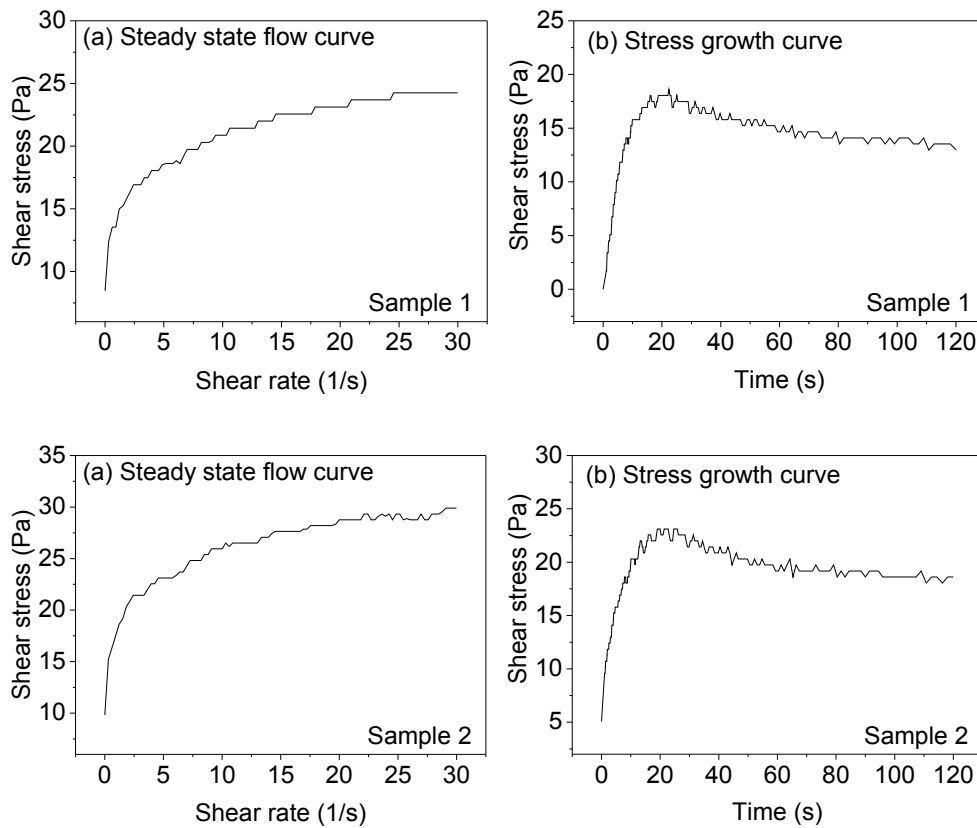 (a) Steady state flow curve
30
25
20
15
10
Shear stress (Pa)
Sample 1
0 5 10 15 20 25 30
Shear rate (1/s)
(b) Stress growth curve
25
20
15
10
5
0
Shear stress (Pa)
Sample 1
0 20 40 60 80 100 120
Time (s)
(a) Steady state flow curve
35
30
25
20
15
10
Shear stress (Pa)
Sample 2
0 5 10 15 20 25 30
Shear rate (1/s)
(b) Stress growth curve
30
25
20
15
10
5
Shear stress (Pa)
Sample 2
0 20 40 60 80 100 120
Time (s)